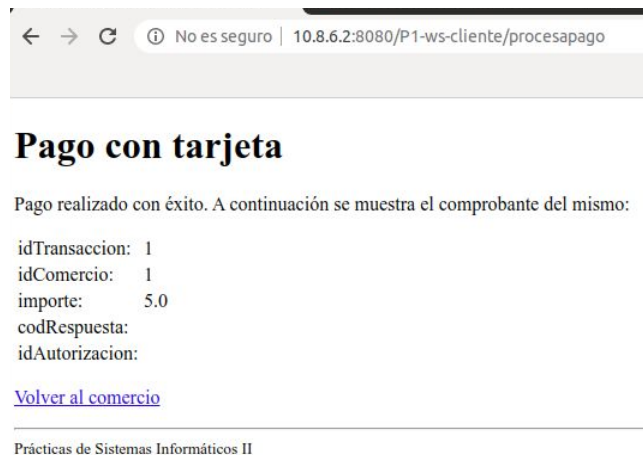 No es seguro | 10.8.6.2:8080/P1-ws-cliente/procesapago
Pago con tarjeta
Pago realizado con éxito. A continuación se muestra el comprobante del mismo:
idTransaccion: 1
idComercio: 1
importe: 5.0
codRespuesta:
idAutorizacion:
Volver al comercio
Prácticas de Sistemas Informáticos II